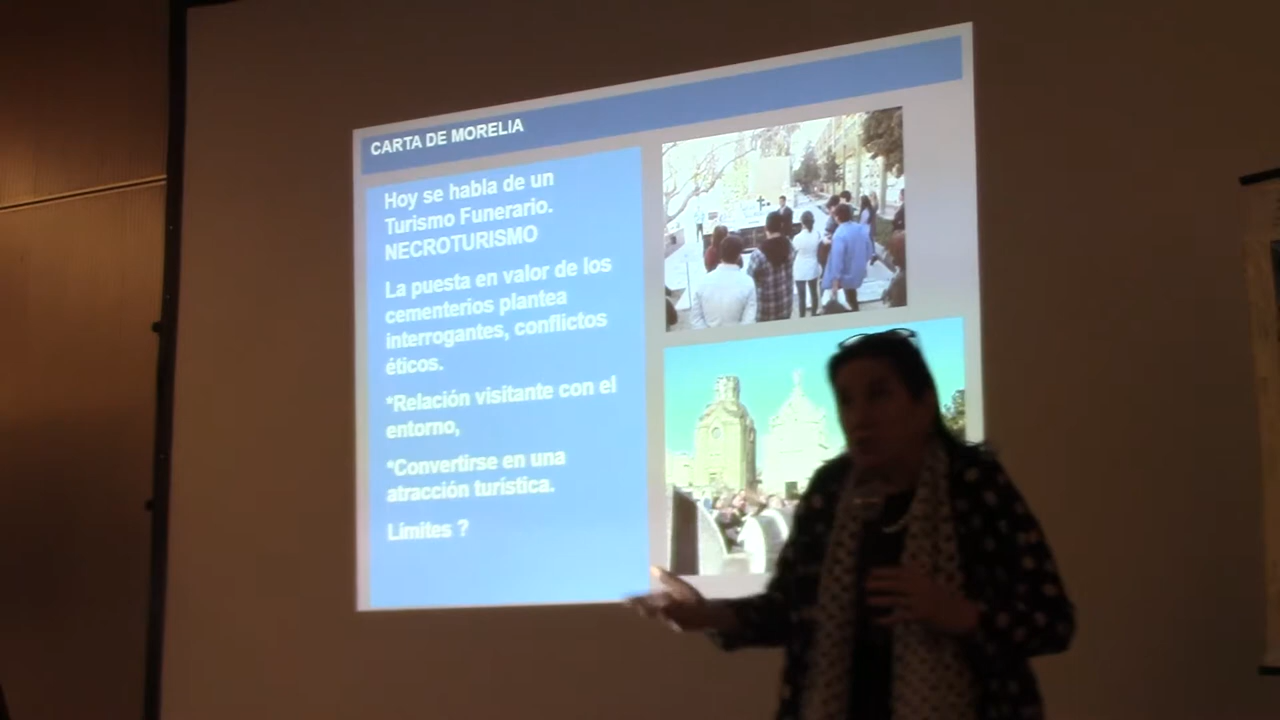 CARTA DE MORELIA
Hoy se habla de un
Turismo Funerario.
NECROTURISMO
La puesta en valor de los
cementerios plantea
interrogantes, conflictos
éticos.
*Relación visitante con el
entorno,
*Convertirse en una
atracción turística.
Límites ?